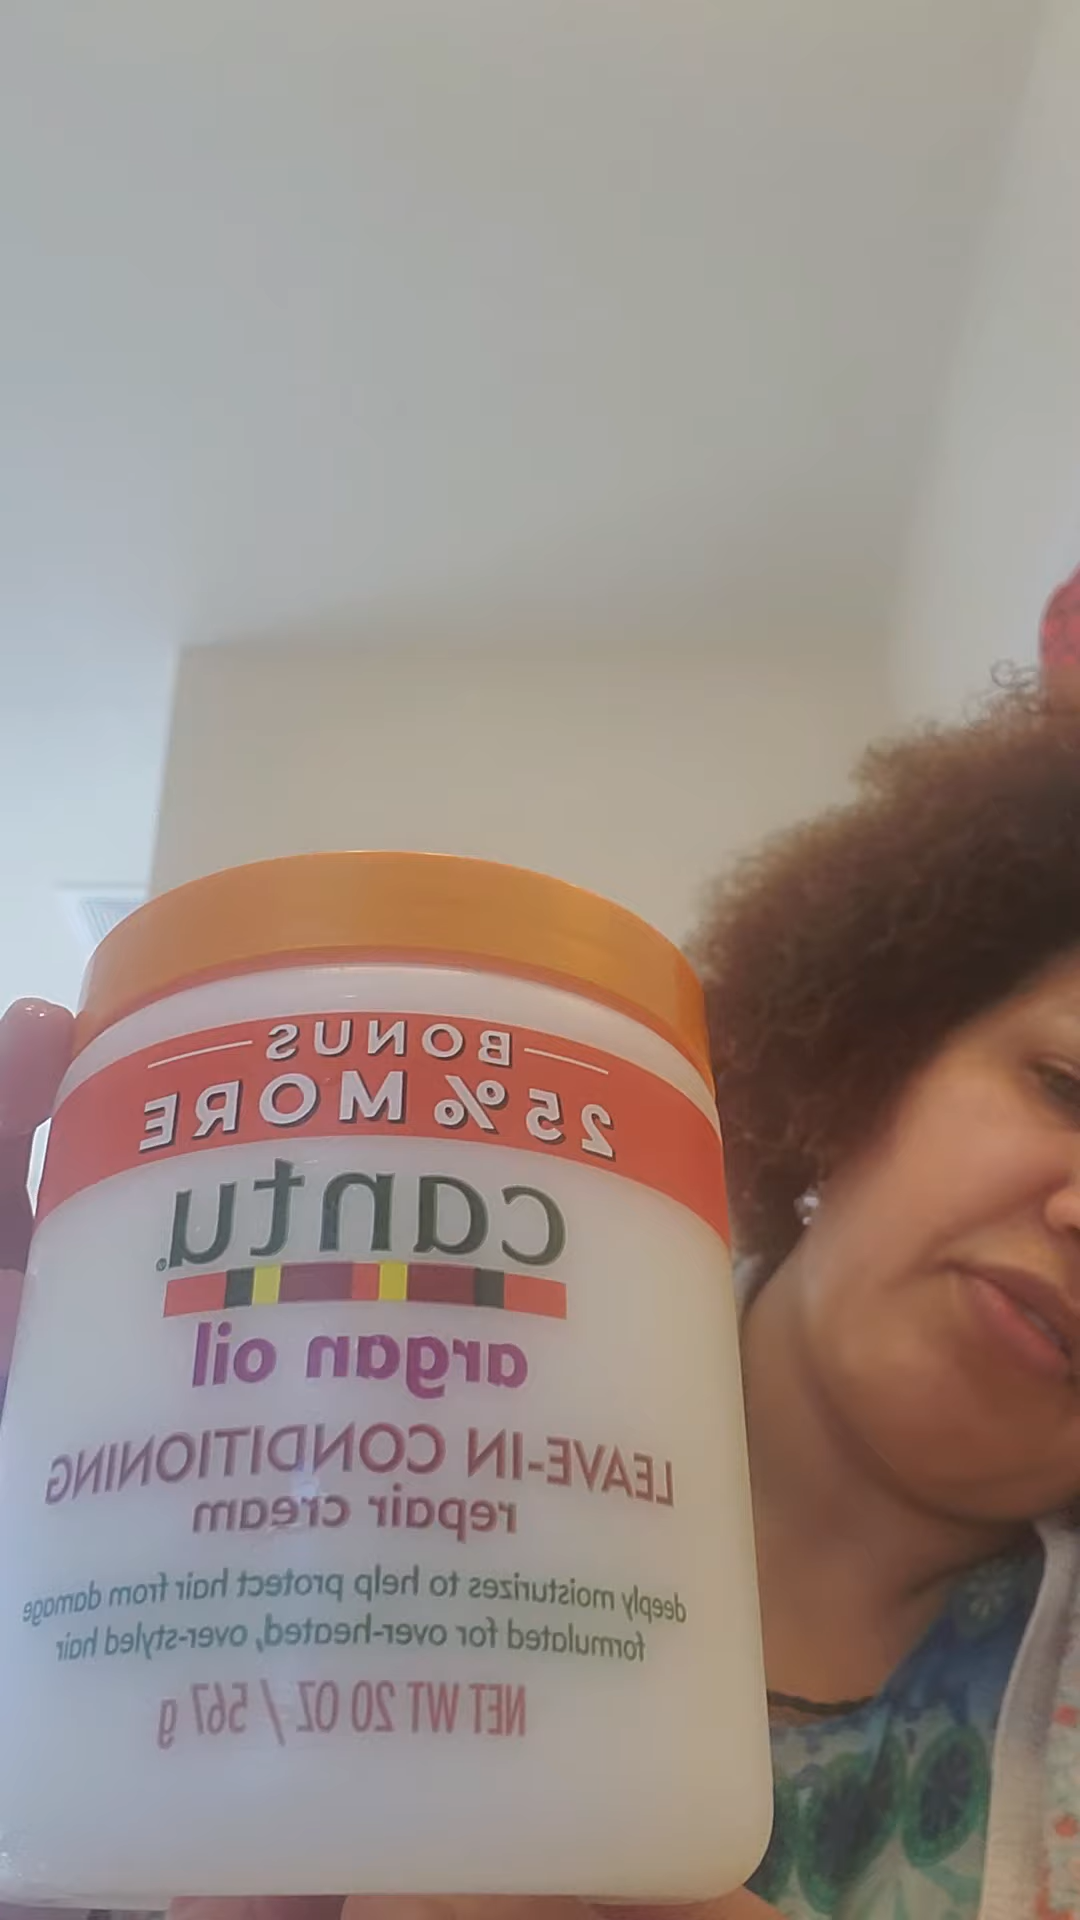 BONUS
25% MORE
cantu®
argan oil
LEAVE-IN CONDITIONING
repair cream
deeply moisturizes to help protect hair from damage
formulated for over-heated, over-styled hair
NET WT 20 OZ / 567 g